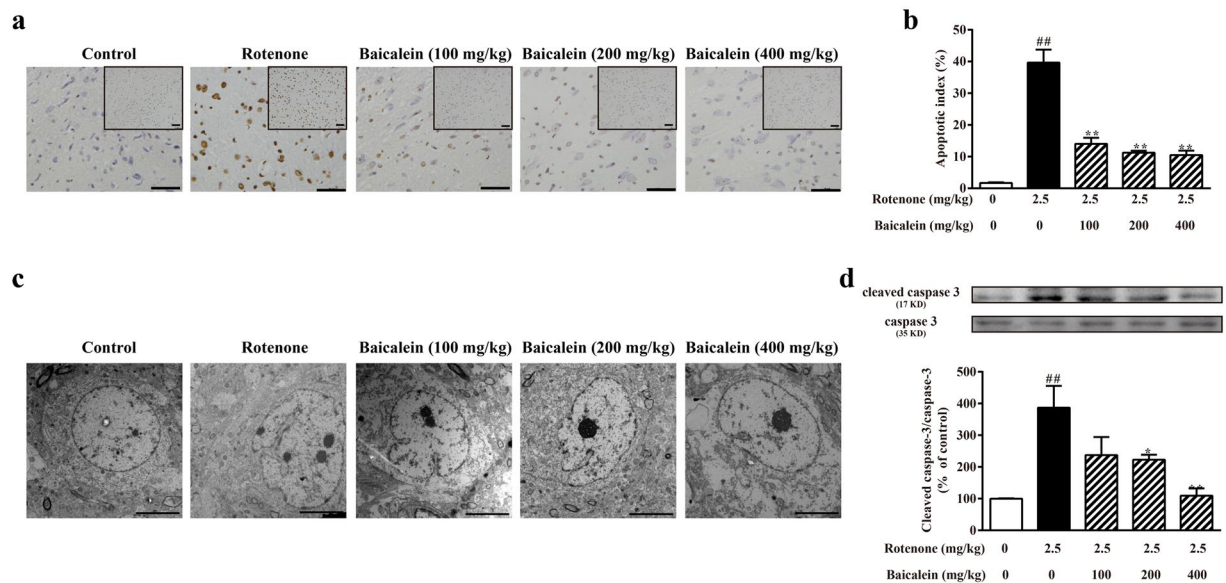 a
Control Rotenone Baicalein (100 mg/kg) Baicalein (200 mg/kg) Baicalein (400 mg/kg)
b
Apoptotic index (%)
50
40
30
20
10
0
##
** ** **
Rotenone (mg/kg) 0 2.5 2.5 2.5 2.5
Baicalein (mg/kg) 0 0 100 200 400
c
Control Rotenone Baicalein (100 mg/kg) Baicalein (200 mg/kg) Baicalein (400 mg/kg)
d
cleaved caspase 3
(17 KD)
caspase 3
(35 KD)
Cleaved caspase-3/caspase-3
(% of control)
500
400
300
200
100
0
##
*
**
Rotenone (mg/kg) 0 2.5 2.5 2.5 2.5
Baicalein (mg/kg) 0 0 100 200 400